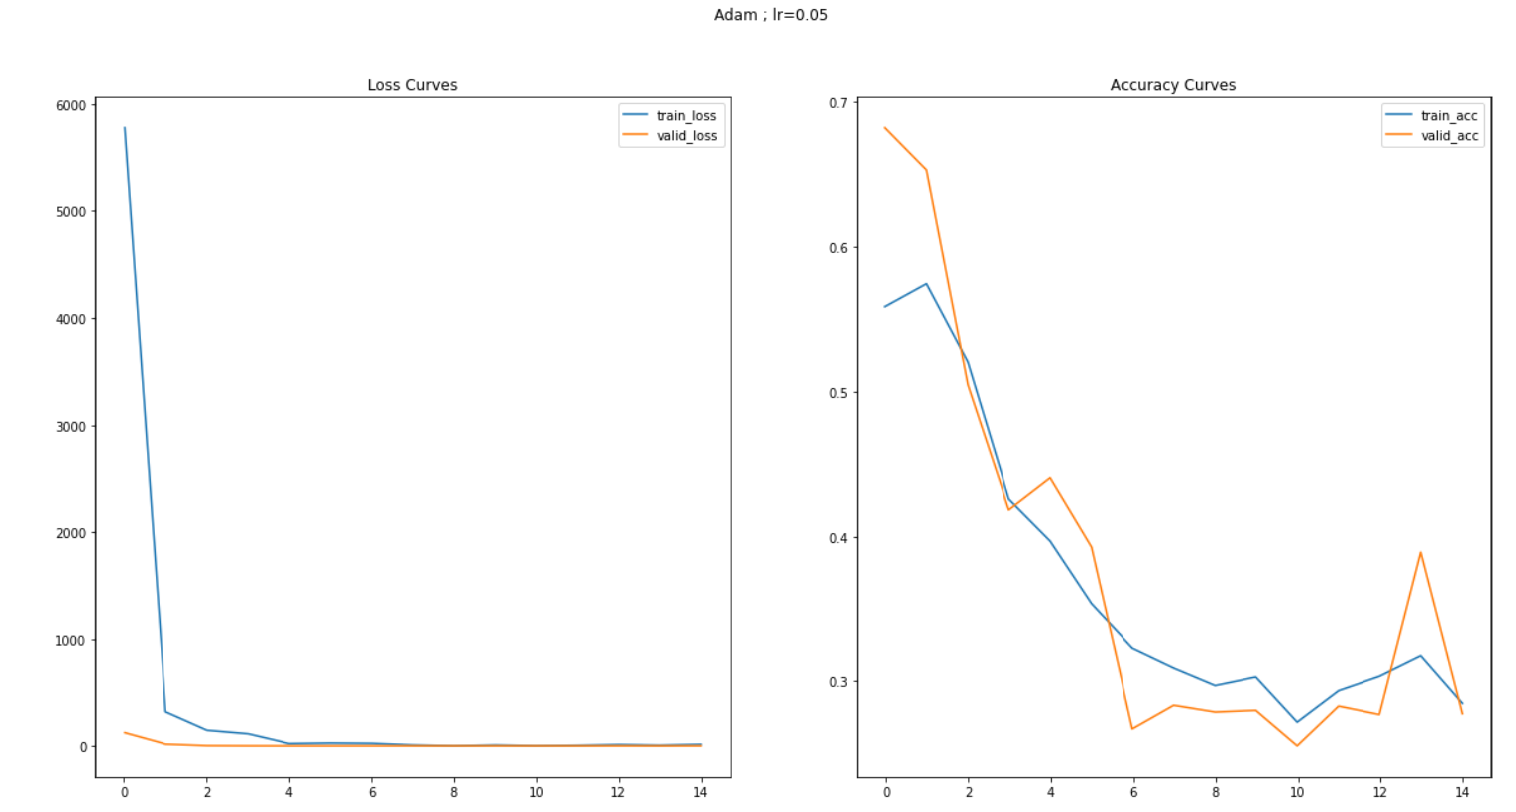 Adam ; lr=0.05
Loss Curves
6000
5000
4000
3000
2000
1000
0
0 2 4 6 8 10 12 14
train_loss
valid_loss
Accuracy Curves
0.7
0.6
0.5
0.4
0.3
0 2 4 6 8 10 12 14
train_acc
valid_acc